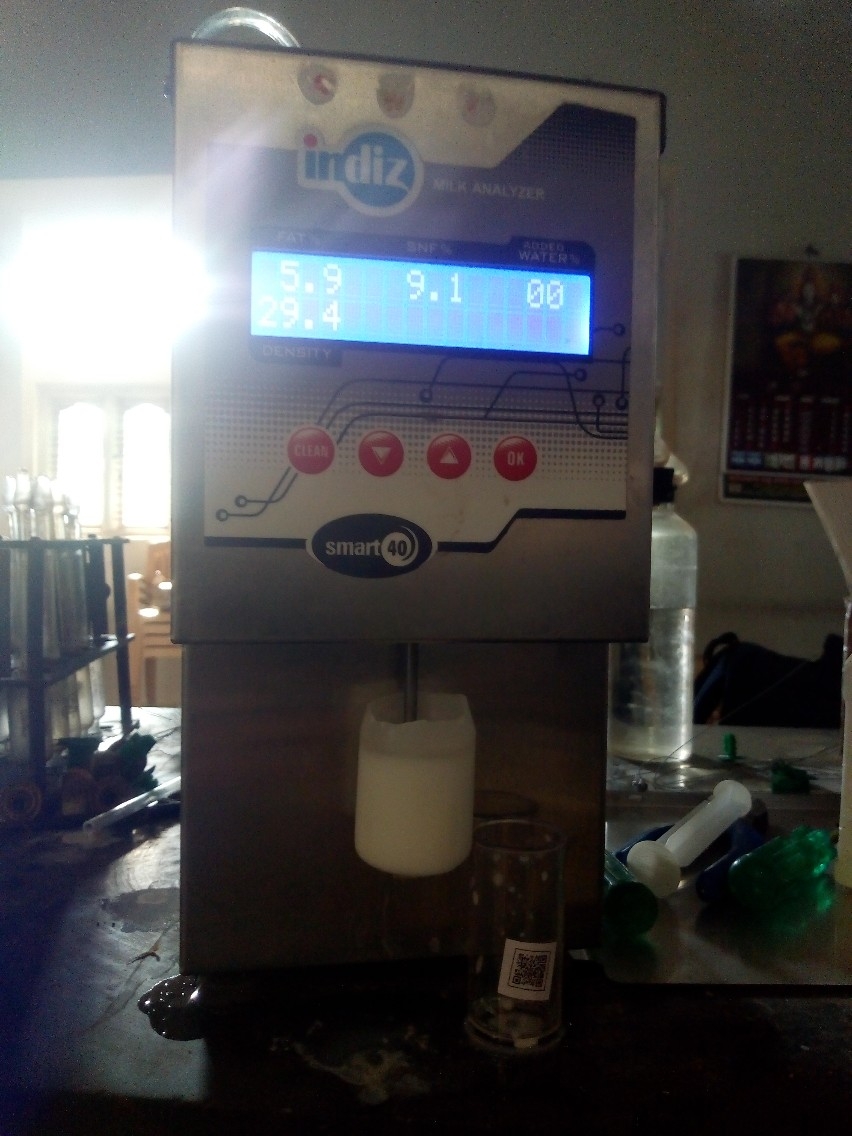 indiz
MILK ANALYZER
FAT % SNF % ADDED WATER %
5.9 9.1 00
29.4
DENSITY
CLEAN OK
smart 40